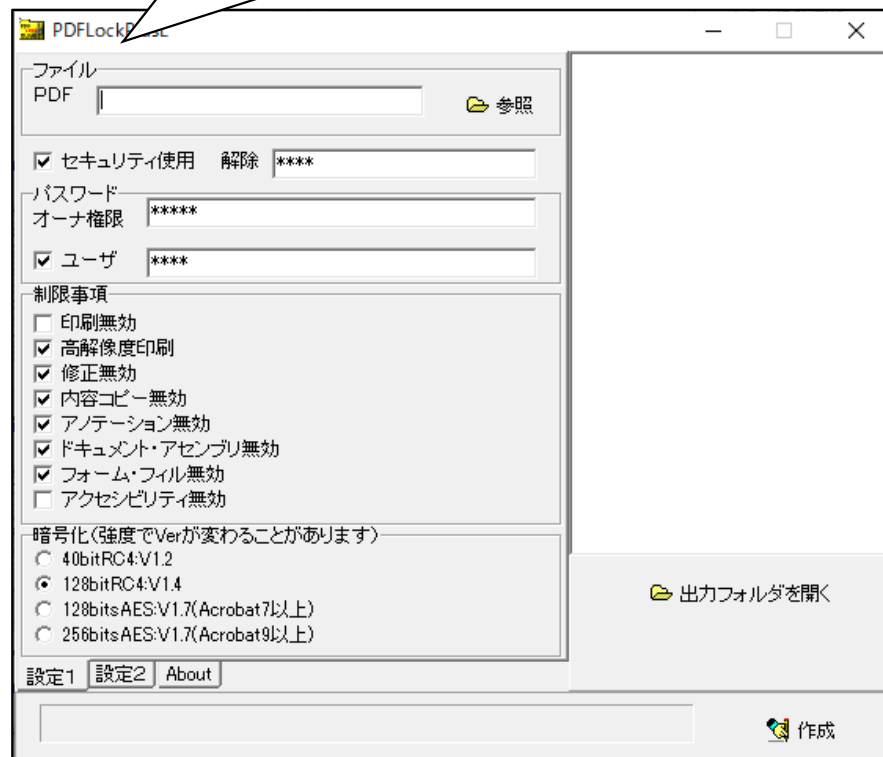 PDFLock
ファイル
PDF
参照
セキュリティ使用 解除 ****
パスワード
オーナ権限 *****
ユーザ ****
制限事項
印刷無効
高解像度印刷
修正無効
内容コピー無効
アノテーション無効
ドキュメント・アセンブリ無効
フォーム・フィル無効
アクセシビリティ無効
暗号化(強度でVerが変わることがあります)
40bitRC4:V1.2
128bitRC4:V1.4
128bitsAES:V1.7(Acrobat7以上)
256bitsAES:V1.7(Acrobat9以上)
出力フォルダを開く
設定1 設定2 About
作成